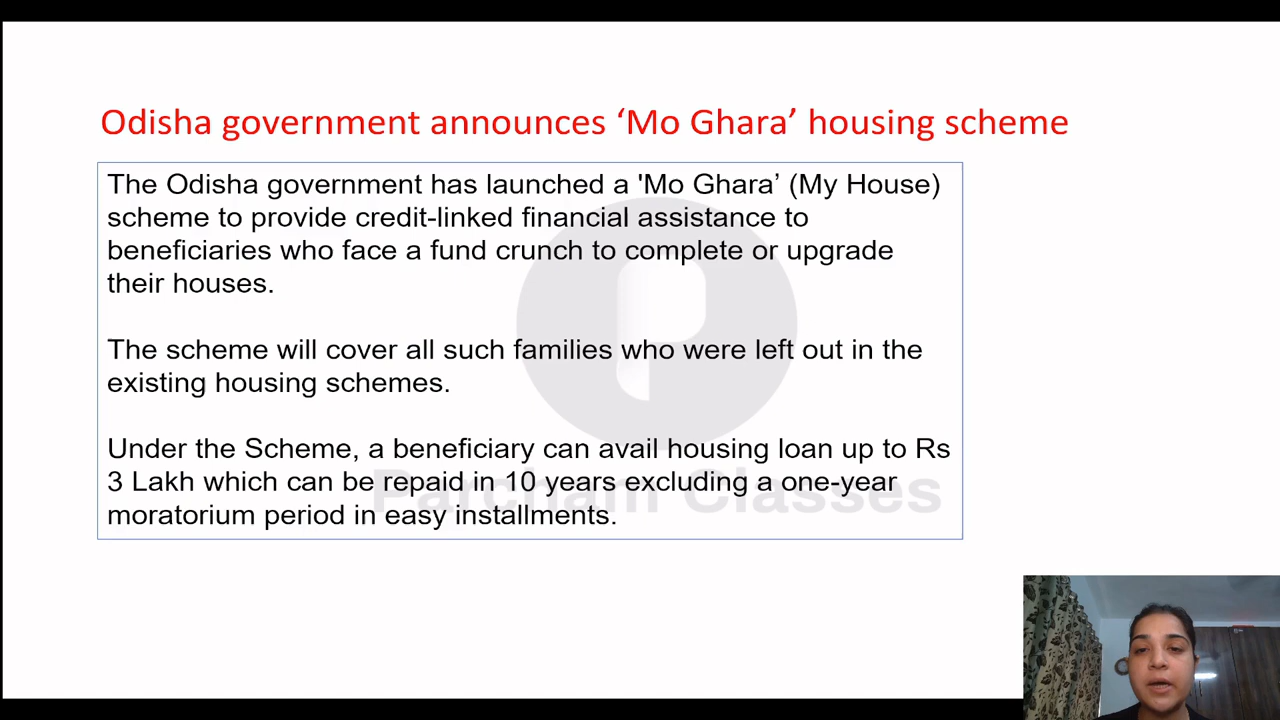 Odisha government announces ‘Mo Ghara’ housing scheme
The Odisha government has launched a 'Mo Ghara’ (My House)
scheme to provide credit-linked financial assistance to
beneficiaries who face a fund crunch to complete or upgrade
their houses.
The scheme will cover all such families who were left out in the
existing housing schemes.
Under the Scheme, a beneficiary can avail housing loan up to Rs
3 Lakh which can be repaid in 10 years excluding a one-year
moratorium period in easy installments.
Parcham Classes